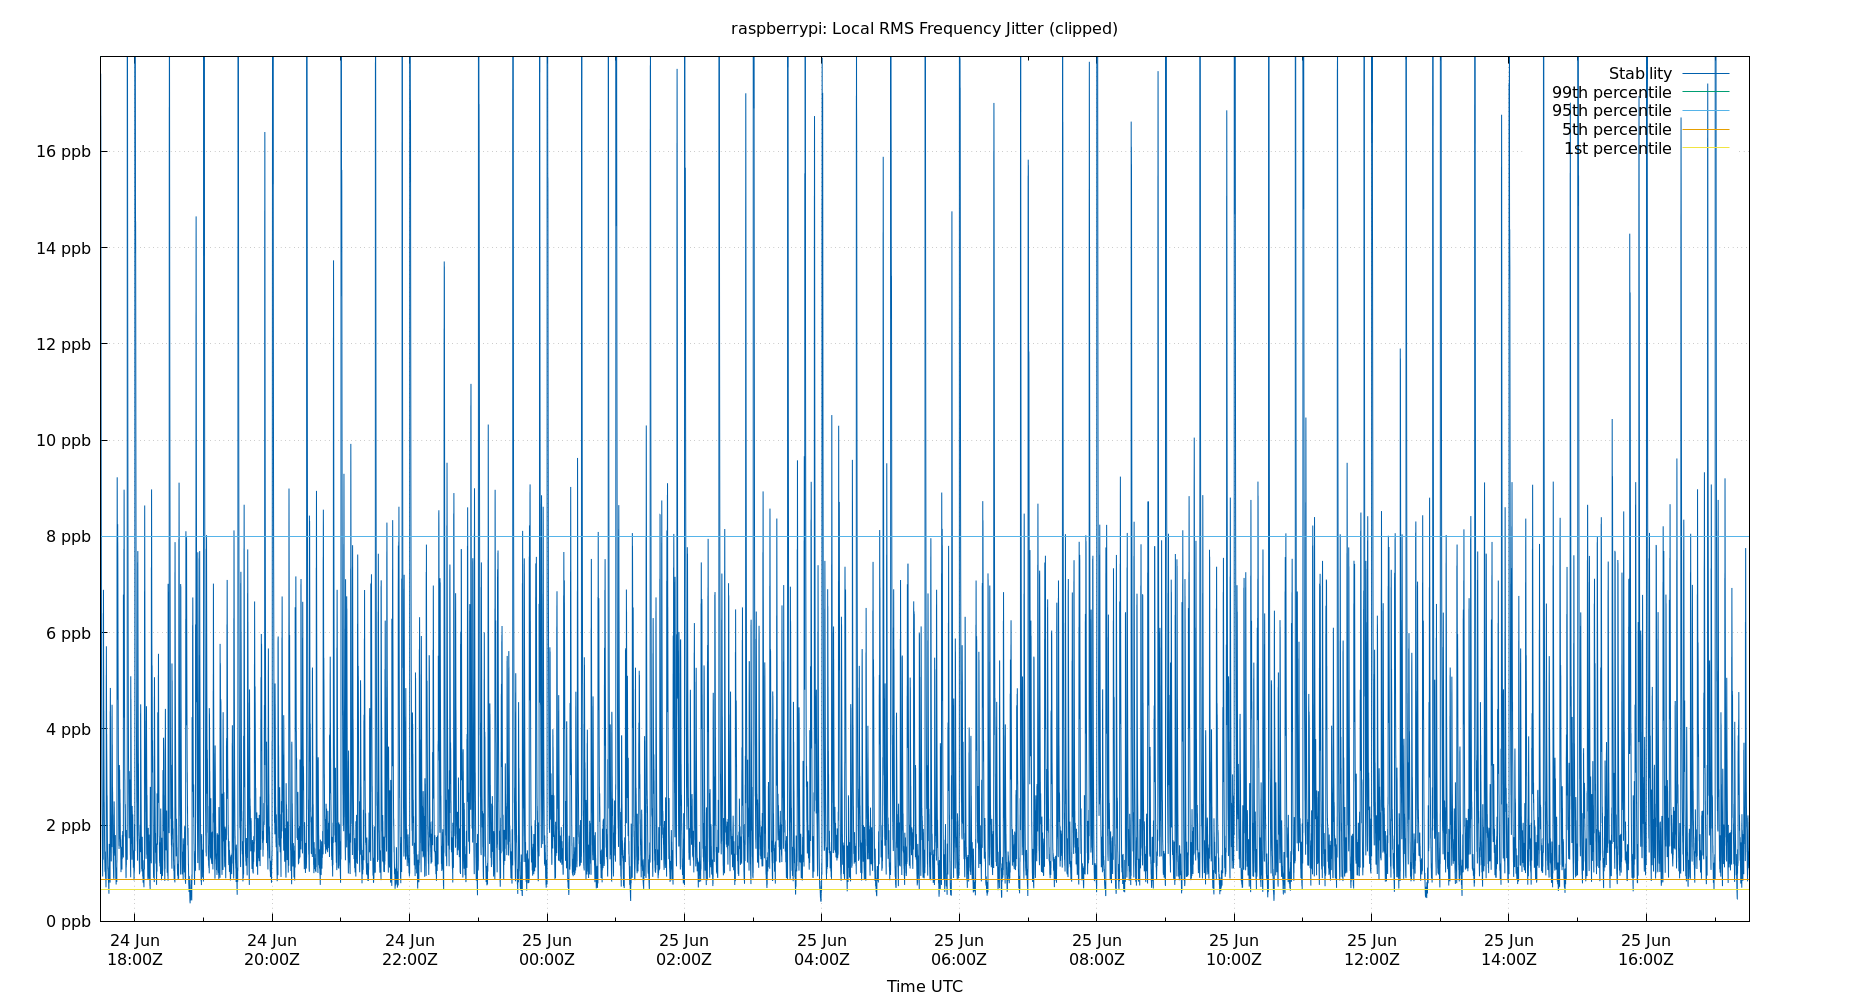 raspberrypi: Local RMS Frequency Jitter (clipped)
Stability
99th percentile
95th percentile
5th percentile
1st percentile
16 ppb
14 ppb
12 ppb
10 ppb
8 ppb
6 ppb
4 ppb
2 ppb
0 ppb
24 Jun 24 Jun 24 Jun 25 Jun 25 Jun 25 Jun 25 Jun 25 Jun 25 Jun 25 Jun 25 Jun 25 Jun
18:00Z 20:00Z 22:00Z 00:00Z 02:00Z 04:00Z 06:00Z 08:00Z 10:00Z 12:00Z 14:00Z 16:00Z
Time UTC